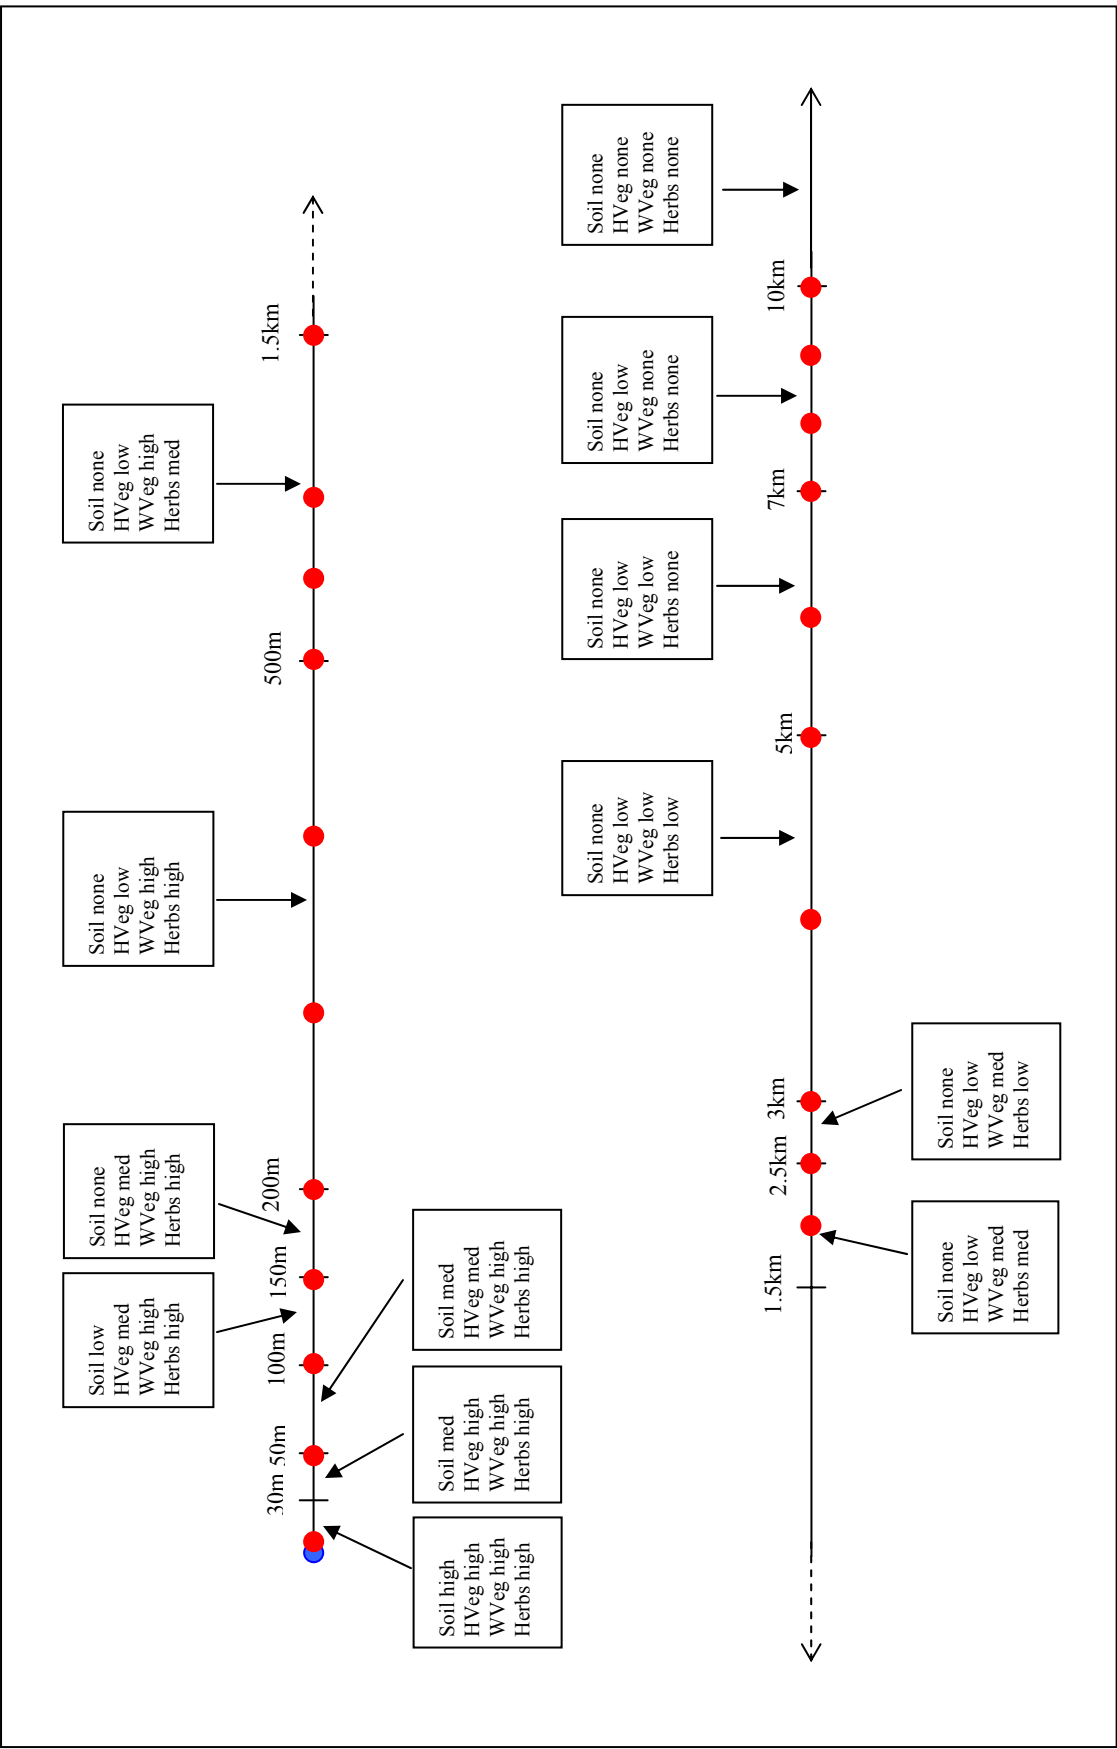 Soil low
HVeg med
WVeg high
Herbs high
Soil none
HVeg med
WVeg high
Herbs high
Soil none
HVeg low
WVeg high
Herbs high
Soil none
HVeg low
WVeg high
Herbs med
30m
50m
100m
150m
200m
500m
1.5km
Soil high
HVeg high
WVeg high
Herbs high
Soil med
HVeg high
WVeg high
Herbs high
Soil med
HVeg med
WVeg high
Herbs high
Soil none
HVeg low
WVeg low
Herbs low
Soil none
HVeg low
WVeg low
Herbs none
Soil none
HVeg low
WVeg none
Herbs none
Soil none
HVeg none
WVeg none
Herbs none
1.5km
2.5km
3km
5km
7km
10km
Soil none
HVeg low
WVeg med
Herbs med
Soil none
HVeg low
WVeg med
Herbs low